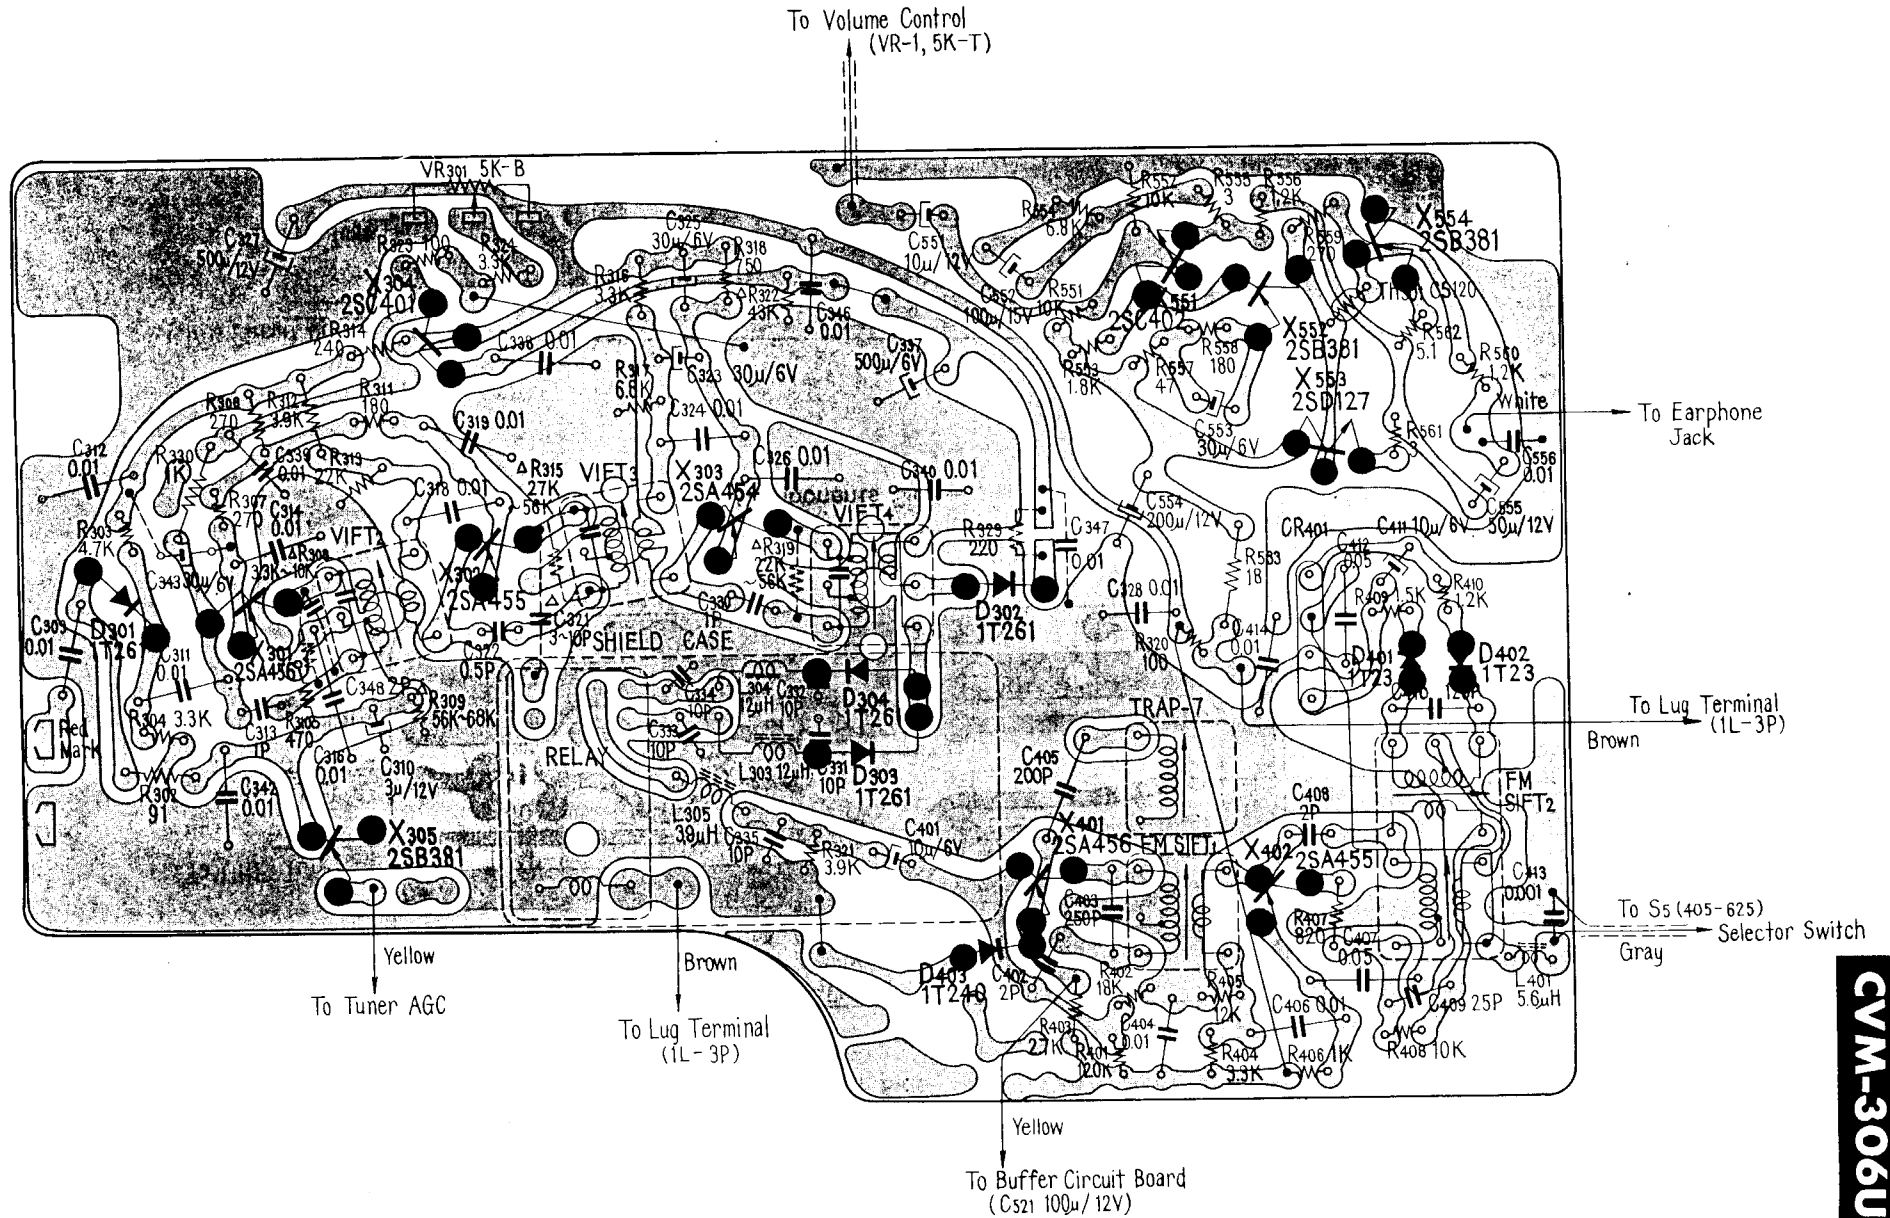 To Volume Control
(VR-1, 5K-T)
VR301 5K-B
C327
500µ/12V
R323 100
R324
3.3K
X304
2SC401
R314
240
C338 0.01
R316
3.3K
C325
30µ/6V
R318
750
△R322
43K
C346
0.01
C551
10µ/12V
C552
100µ/15V
R554
6.8K
R551
10K
10K
3
R556
1.2K
R559
270
X554
2SB381
X551
2SC402
CS120
R562
5.1
X552
2SB381
R558
180
R557
47
R553
1.8K
R560
1.2K
X553
2SD127
C553
30µ/6V
R561
3
White
To Earphone
Jack
C556
0.01
C555
50µ/12V
C337
500µ/6V
R317
6.8K
C323
30µ/6V
C324 0.01
R308
270
R312
3.9K
R311
180
C319 0.01
C312
0.01
R330
1K
C339
0.01
R313
22K
C318 0.01
△R315
27K
56K
VIFT3
X303
2SA454
C326 0.01
C340 0.01
VIFT4
R307
270
C314
0.01
VIFT2
R303
4.7K
C343 30µ/6V
3.3K~10K
X302
2SA455
△R319
22K
~56K
C330
1P
R329
220
C347
0.01
C554
200µ/12V
CR401
C411 10µ/6V
C412
.005
18
R409 1.5K
R410
1.2K
C328 0.01
R320
100
C414
0.01
C303
0.01
D301
1T261
X301
2SA456
C311
0.01
C322
0.5P
C321
3~10P
SHIELD CASE
D302
1T261
D401
1T23
D402
1T23
To Lug Terminal
(1L-3P)
Brown
Red
Mark
R304 3.3K
C313
1P
470
C348
R309
56K~68K
C316
0.01
C310
3µ/12V
RELAY
C334
10P
L304
12µH
C332
10P
D304
1T261
C333
10P
L303 12µH
C331
10P
D303
1T261
TRAP-7
C405
200P
C408
2P
FM
SIFT2
R302
91
C342
0.01
X305
2SB381
L305
39µH
C335
10P
R321
3.9K
C401
10µ/6V
X401
2SA456
FM.SIFT1
X402
2SA455
C413
0.001
C403
250P
R407
820
C407
0.05
To S5 (405-625)
Selector Switch
Gray
Yellow
To Tuner AGC
Brown
To Lug Terminal
(1L-3P)
D403
1T240
C402
2P
R402
18K
R405
12K
C406 0.01
C409 25P
L401
5.6µH
R403
27K
C404
0.01
R401
120K
R404
3.3K
R406 1K
R408 10K
Yellow
To Buffer Circuit Board
(C521 100µ/12V)
CVM-306U